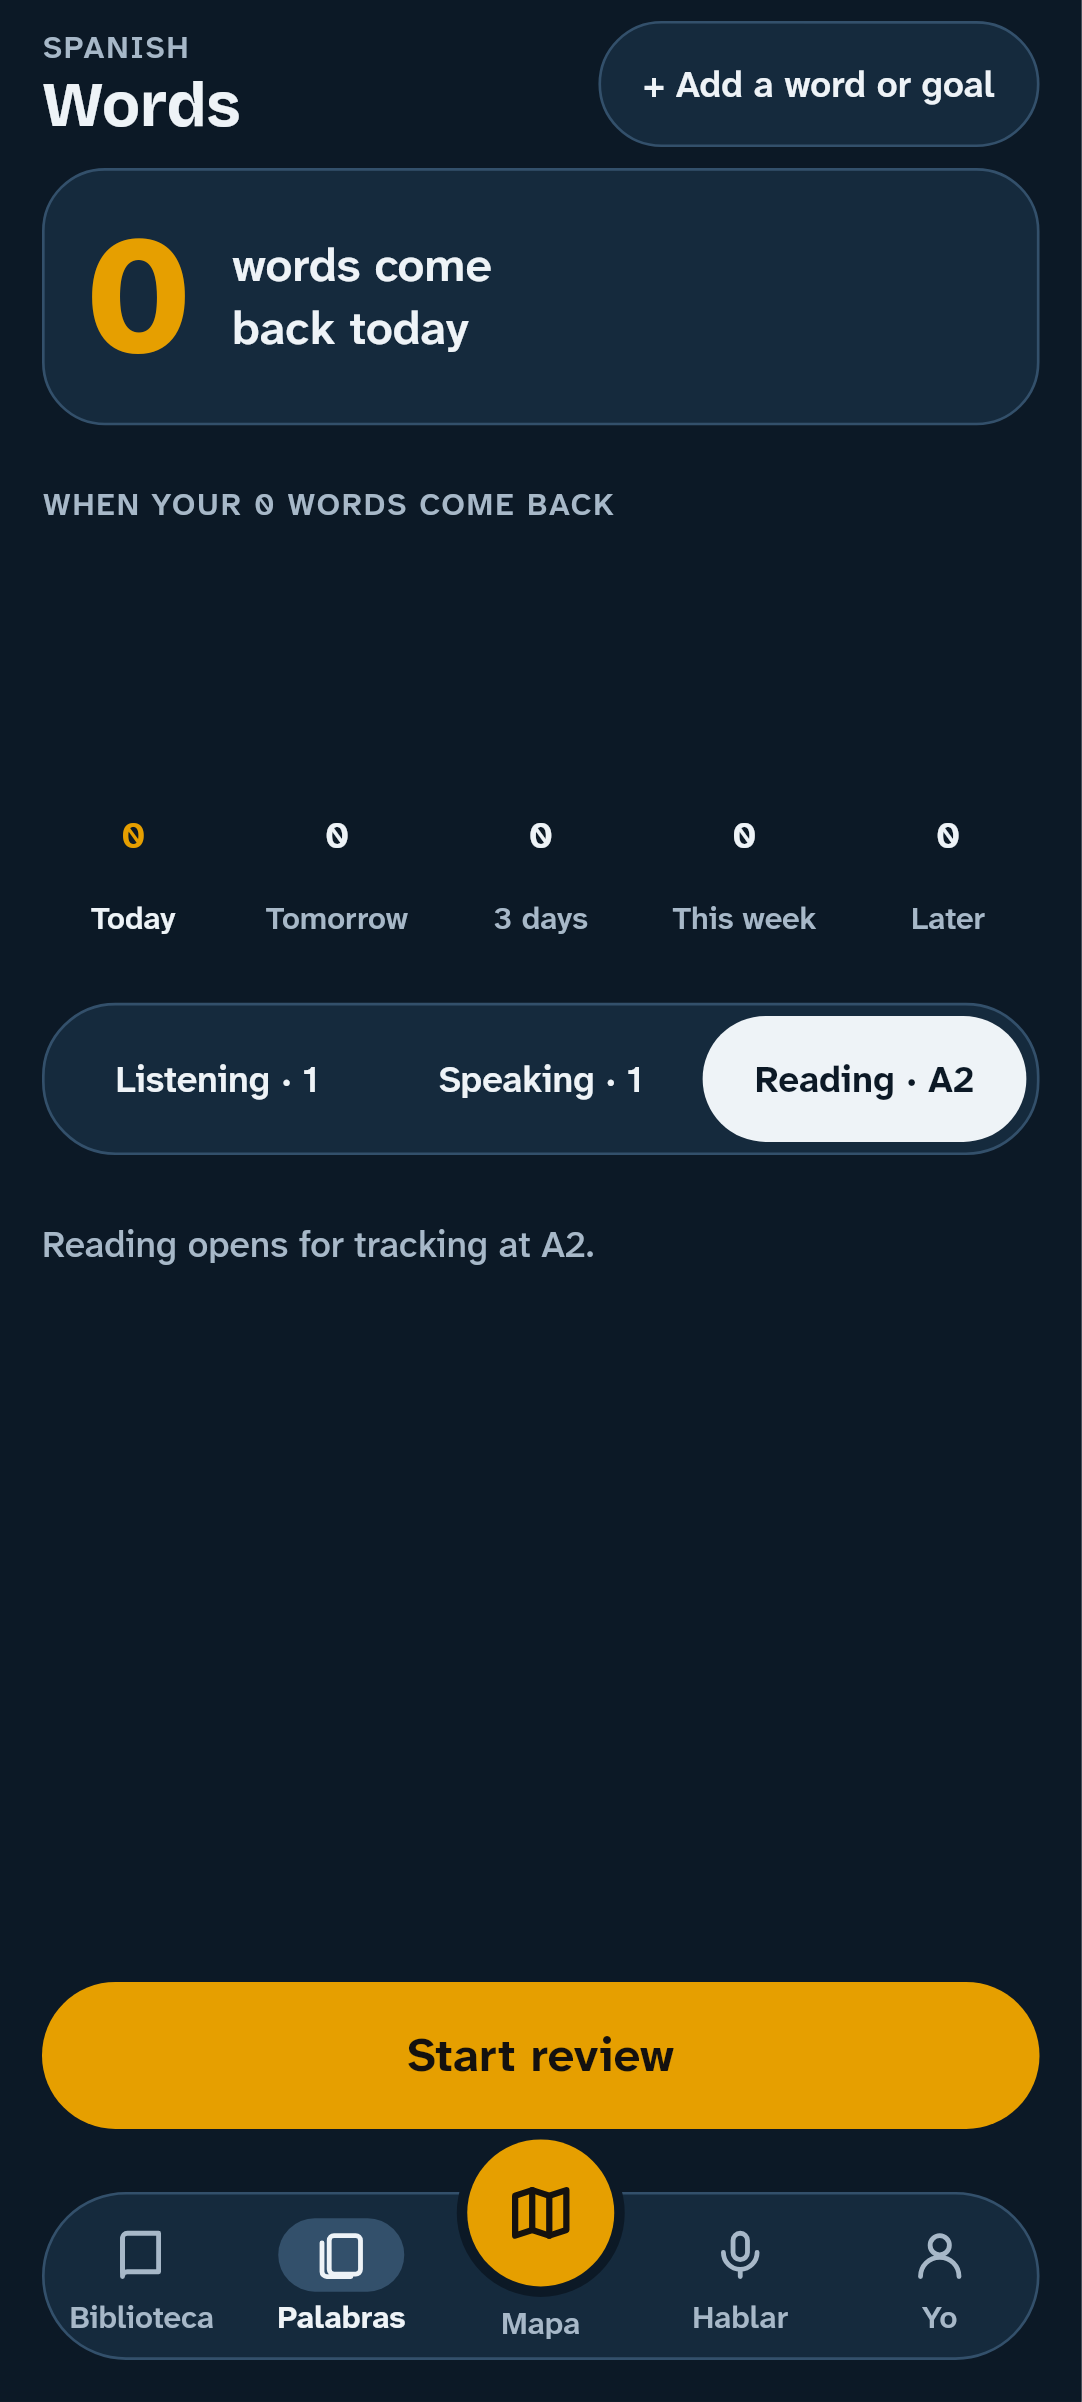 SPANISH
Words
+ Add a word or goal
0
words come
back today
WHEN YOUR 0 WORDS COME BACK
0 0 0 0 0
Today Tomorrow 3 days This week Later
Listening · 1 Speaking · 1 Reading · A2
Reading opens for tracking at A2.
Start review
Biblioteca Palabras Mapa Hablar Yo